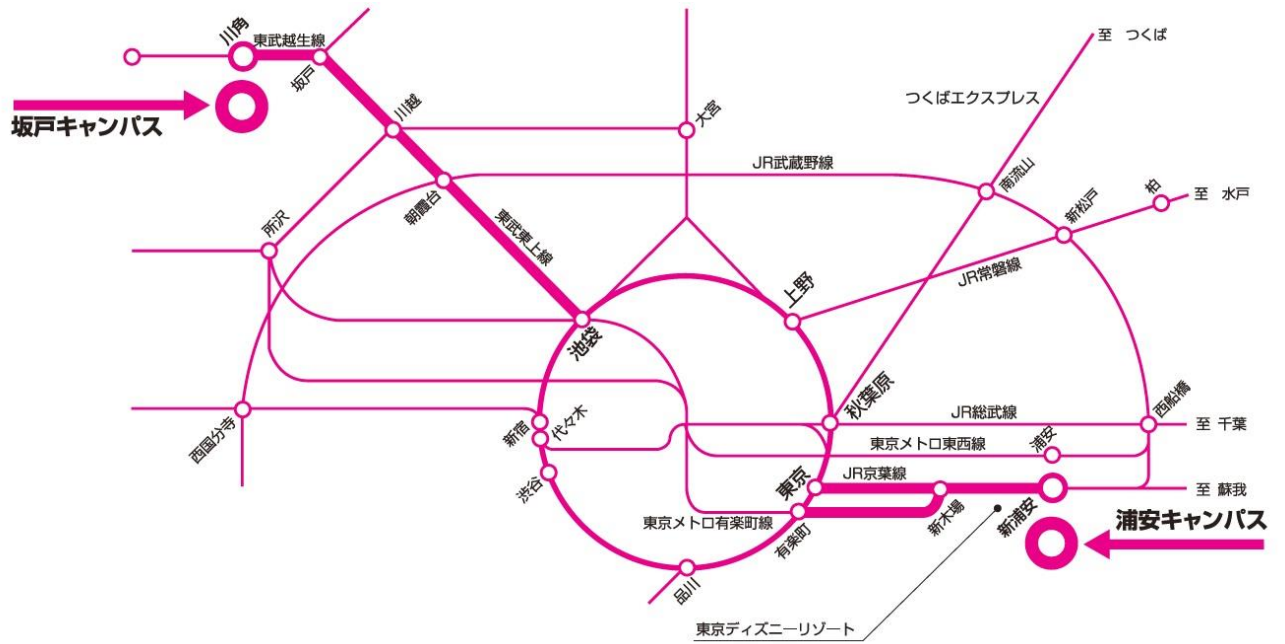 川角
東武越生線
坂戸
坂戸キャンパス
川越
大宮
至 つくば
つくばエクスプレス
JR武蔵野線
南流山
新松戸
柏
至 水戸
朝霞台
所沢
東武東上線
JR常磐線
上野
池袋
秋葉原
西国分寺
新宿
代々木
JR総武線
西船橋
至 千葉
東京メトロ東西線
浦安
渋谷
東京
JR京葉線
至 蘇我
東京メトロ有楽町線
有楽町
新木場
新浦安
浦安キャンパス
品川
東京ディズニーリゾート